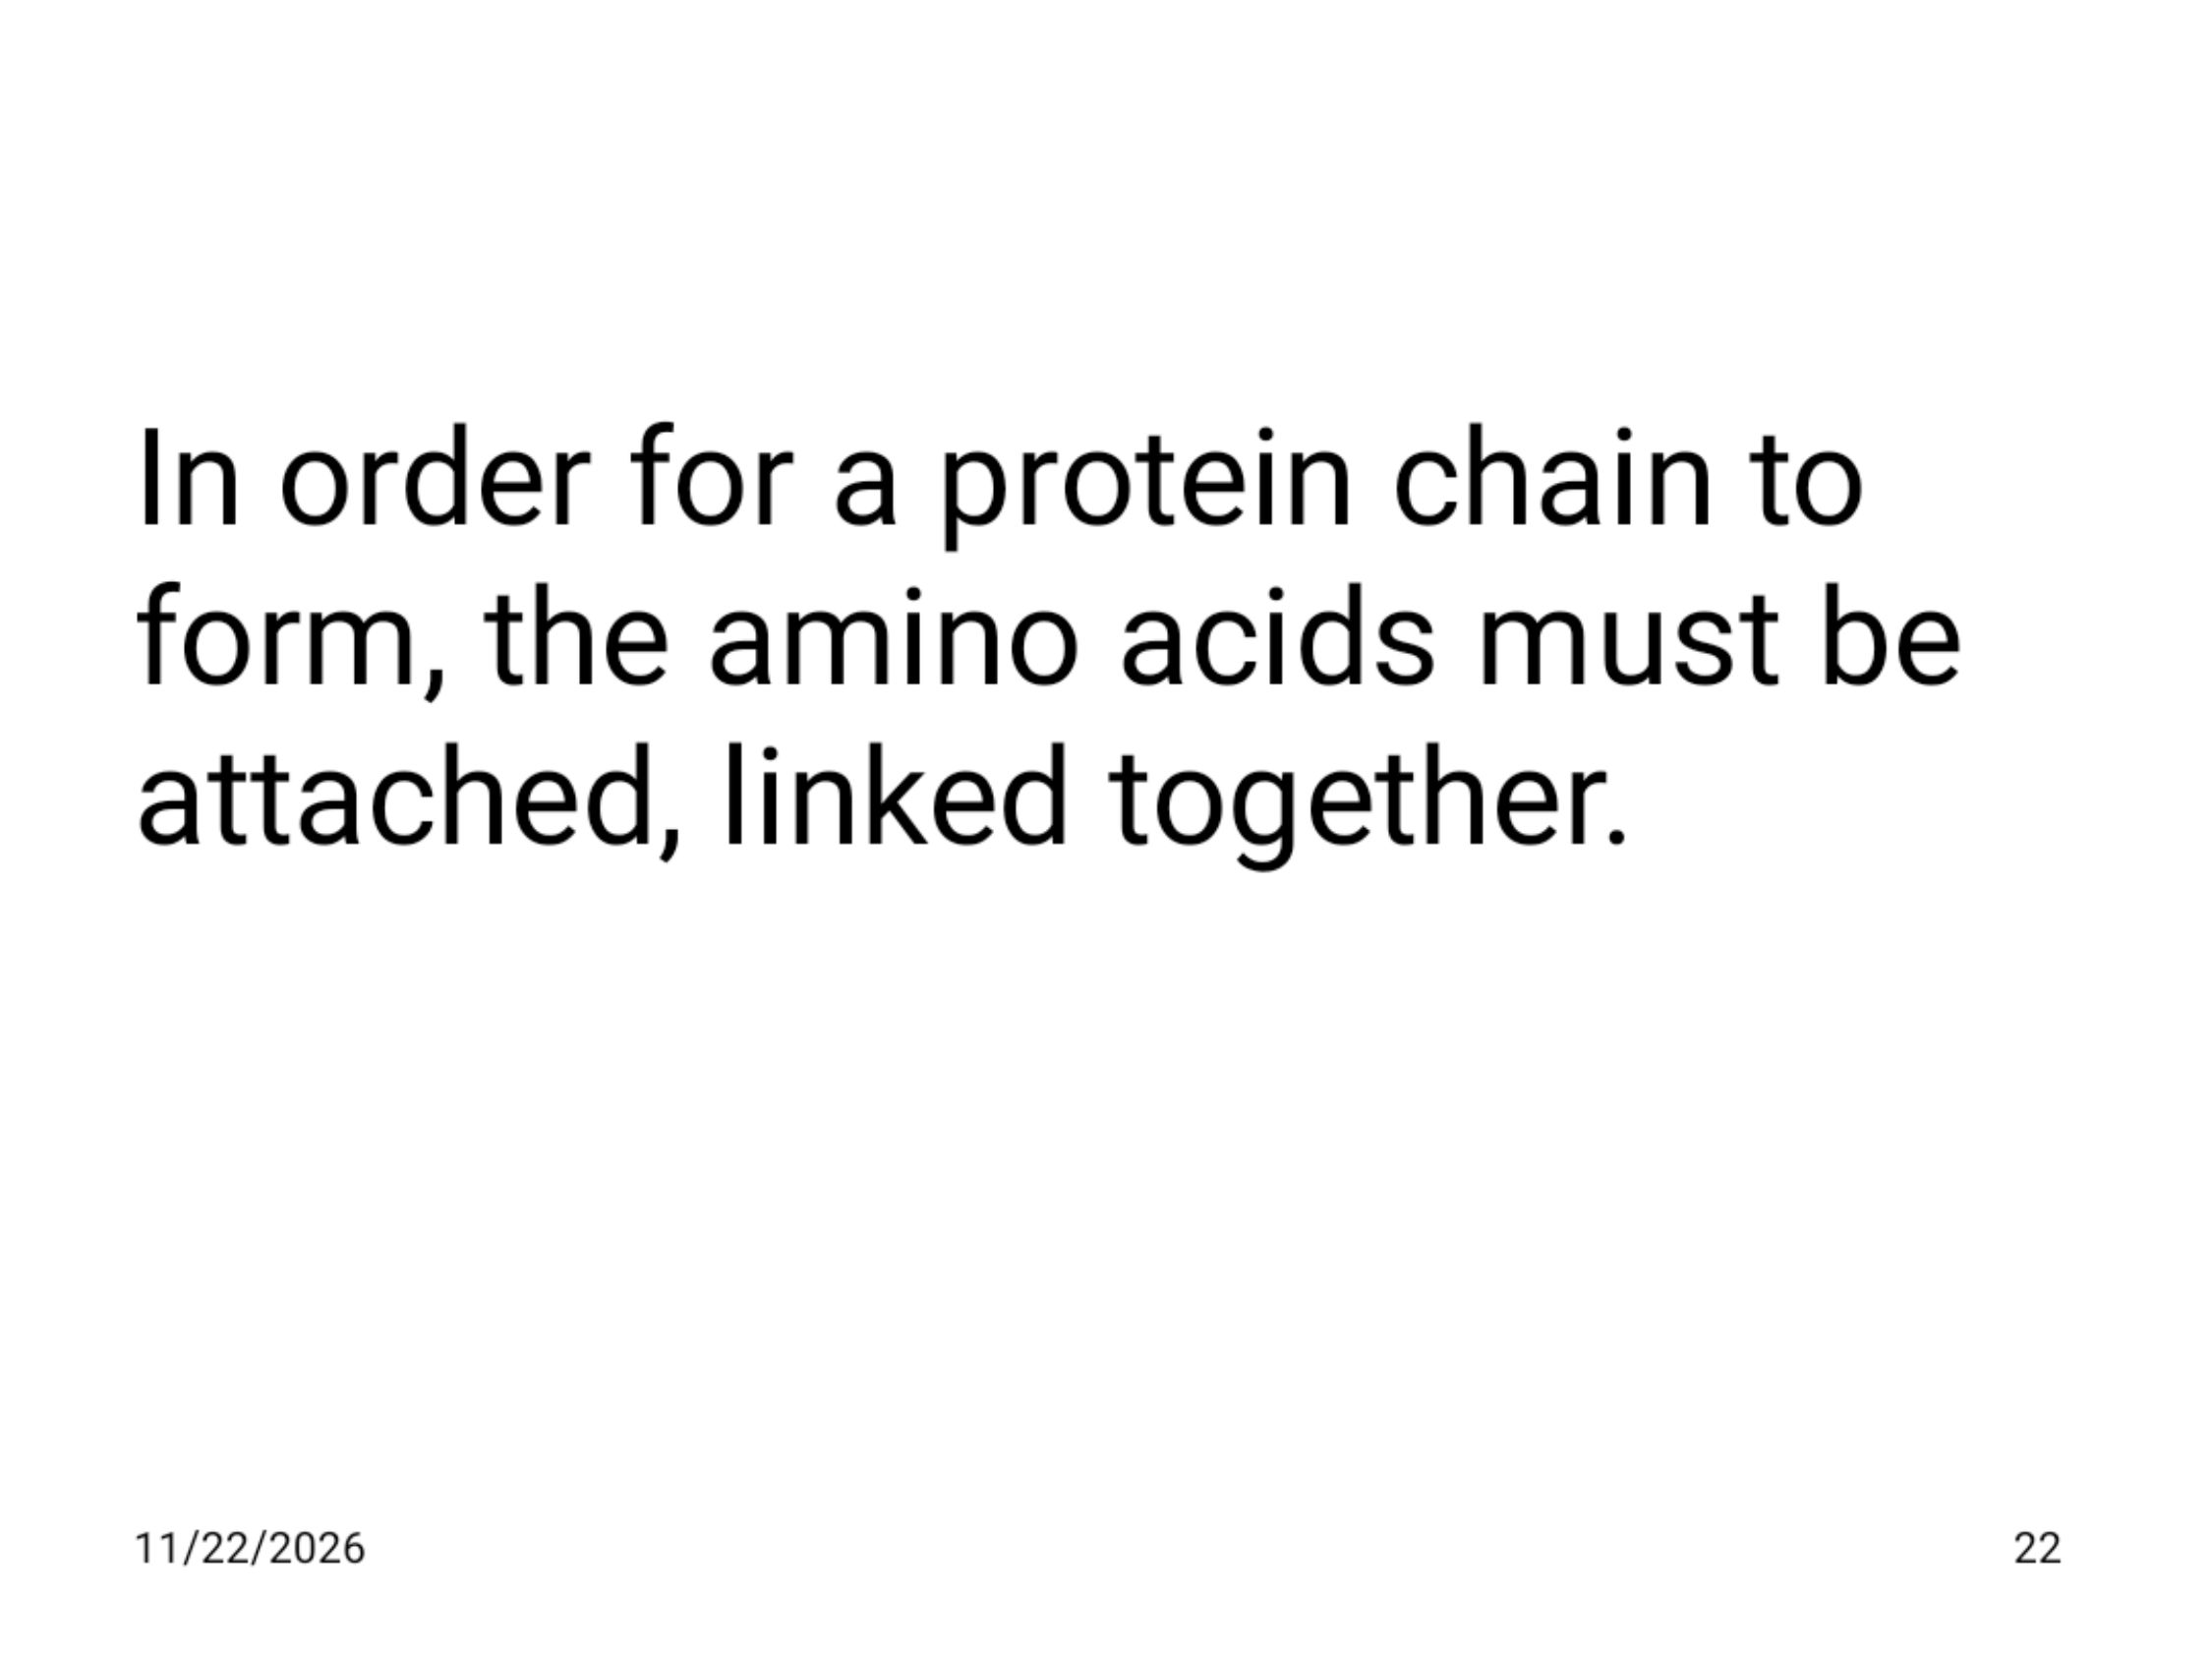 In order for a protein chain to
form, the amino acids must be
attached, linked together.
11/22/2026
22